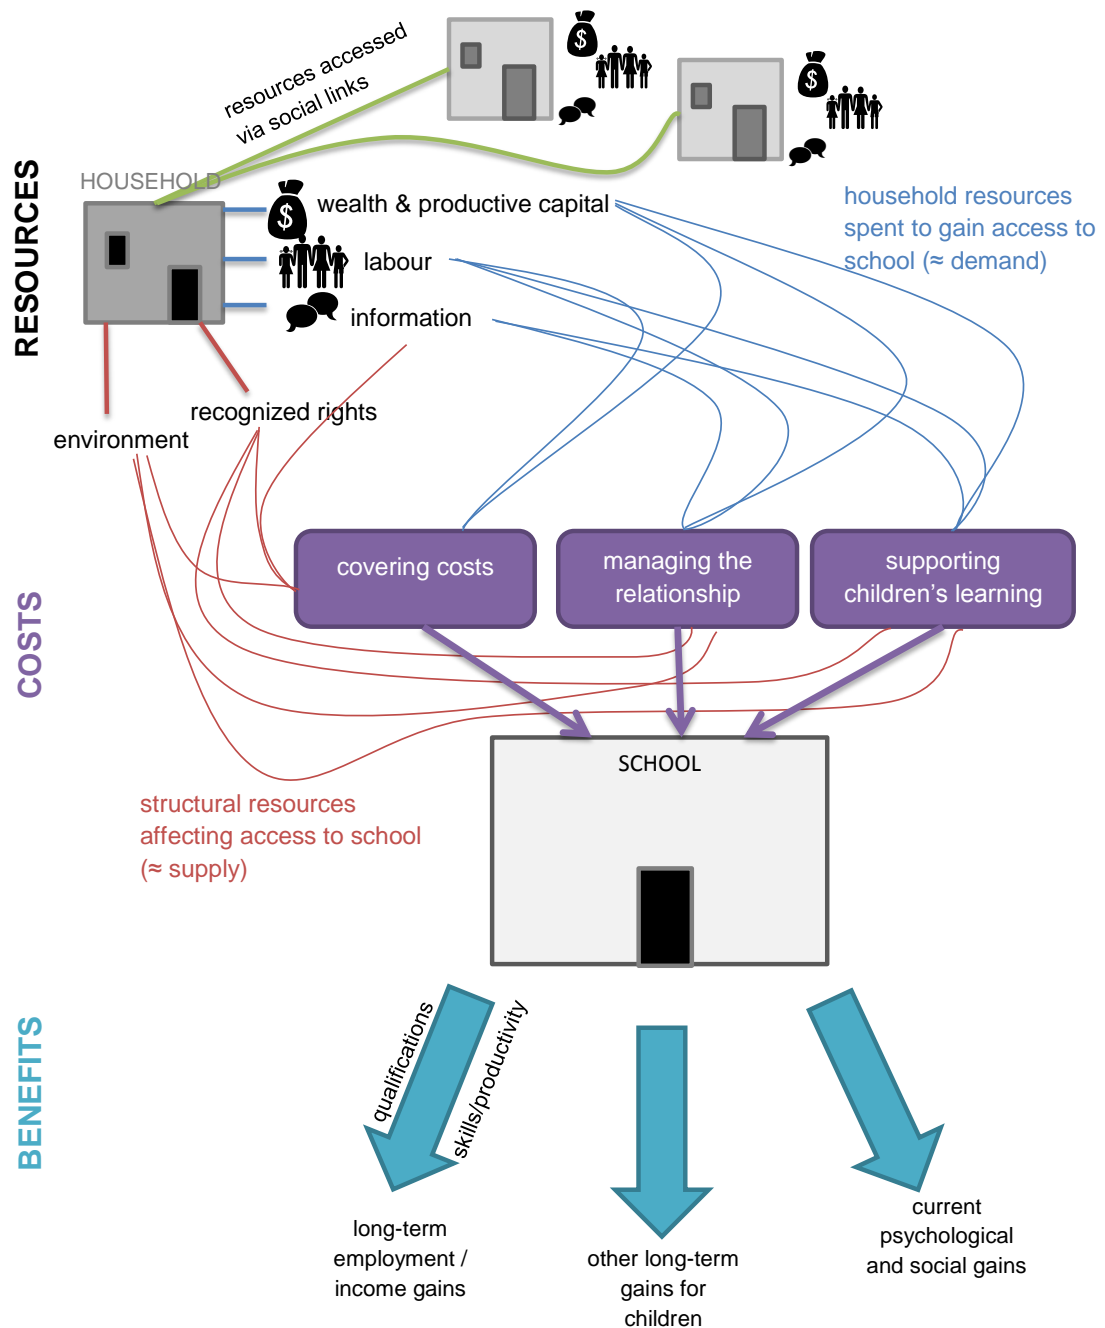 resources accessed
via social links
RESOURCES
HOUSEHOLD
$
$
$
wealth & productive capital
labour
information
household resources
spent to gain access to
school (≈ demand)
recognized rights
environment
COSTS
covering costs
managing the
relationship
supporting
children’s learning
SCHOOL
structural resources
affecting access to school
(≈ supply)
BENEFITS
qualifications
skills/productivity
long-term
employment /
income gains
other long-term
gains for
children
current
psychological
and social gains